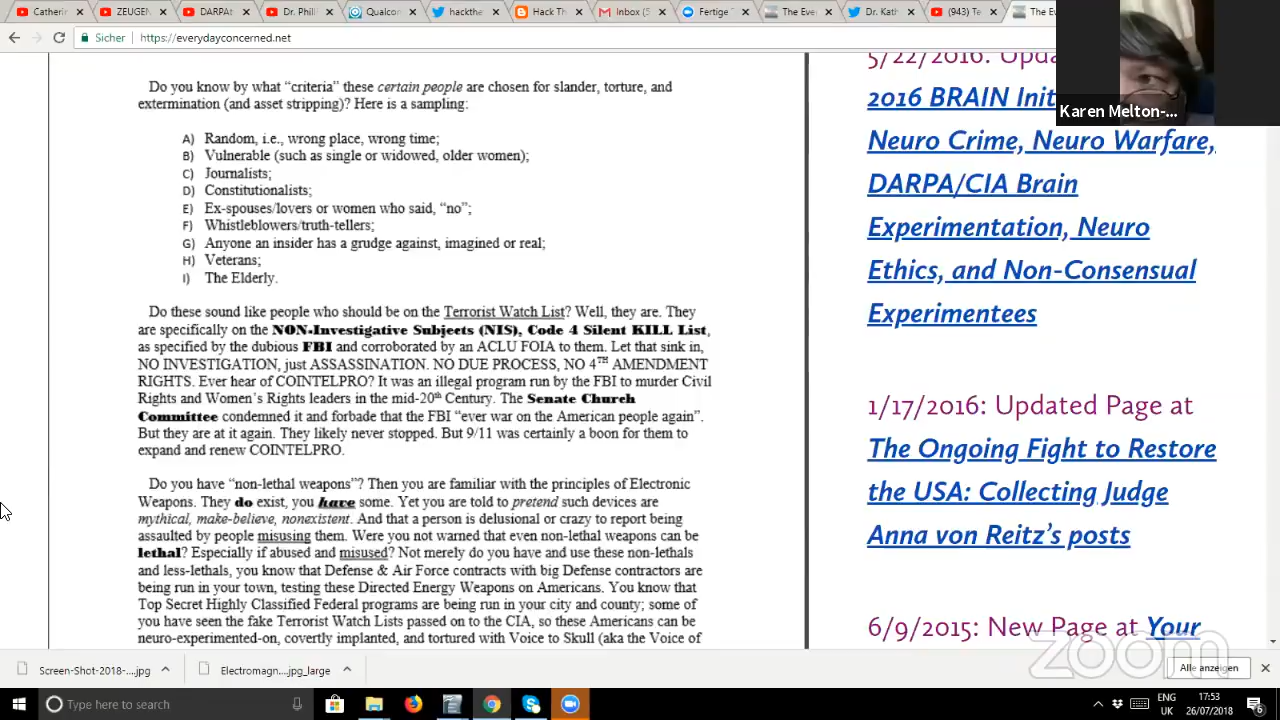 Catherin
ZEUGEN
DARPA
Dr. Philli
Qualcon
hackthe
Hack Th
Inbox (5
Fertige T
The Ever
Dr. Kath
(943) Te
The Ev
Sicher | https://everydayconcerned.net
Do you know by what “criteria” these certain people are chosen for slander, torture, and
extermination (and asset stripping)? Here is a sampling:
A) Random, i.e., wrong place, wrong time;
B) Vulnerable (such as single or widowed, older women);
C) Journalists;
D) Constitutionalists;
E) Ex-spouses/lovers or women who said, “no”;
F) Whistleblowers/truth-tellers;
G) Anyone an insider has a grudge against, imagined or real;
H) Veterans;
I) The Elderly.
Do these sound like people who should be on the Terrorist Watch List? Well, they are. They
are specifically on the NON-Investigative Subjects (NIS), Code 4 Silent KILL List,
as specified by the dubious FBI and corroborated by an ACLU FOIA to them. Let that sink in,
NO INVESTIGATION, just ASSASSINATION. NO DUE PROCESS, NO 4TH AMENDMENT
RIGHTS. Ever hear of COINTELPRO? It was an illegal program run by the FBI to murder Civil
Rights and Women’s Rights leaders in the mid-20th Century. The Senate Church
Committee condemned it and forbade that the FBI “ever war on the American people again”.
But they are at it again. They likely never stopped. But 9/11 was certainly a boon for them to
expand and renew COINTELPRO.
Do you have “non-lethal weapons”? Then you are familiar with the principles of Electronic
Weapons. They do exist, you have some. Yet you are told to pretend such devices are
mythical, make-believe, nonexistent. And that a person is delusional or crazy to report being
assaulted by people misusing them. Were you not warned that even non-lethal weapons can be
lethal? Especially if abused and misused? Not merely do you have and use these non-lethals
and less-lethals, you know that Defense & Air Force contracts with big Defense contractors are
being run in your town, testing these Directed Energy Weapons on Americans. You know that
Top Secret Highly Classified Federal programs are being run in your city and county; some of
you have seen the fake Terrorist Watch Lists passed on to the CIA, so these Americans can be
neuro-experimented-on, covertly implanted, and tortured with Voice to Skull (aka the Voice of
5/22/2016: Upda
2016 BRAIN Init
Neuro Crime, Neuro Warfare,
DARPA/CIA Brain
Experimentation, Neuro
Ethics, and Non-Consensual
Experimentees
1/17/2016: Updated Page at
The Ongoing Fight to Restore
the USA: Collecting Judge
Anna von Reitz’s posts
6/9/2015: New Page at Your
Karen Melton-...
zoom
Screen-Shot-2018-....jpg
Electromagn....jpg_large
Alle anzeigen
Type here to search
ENG
UK
17:53
26/07/2018
6